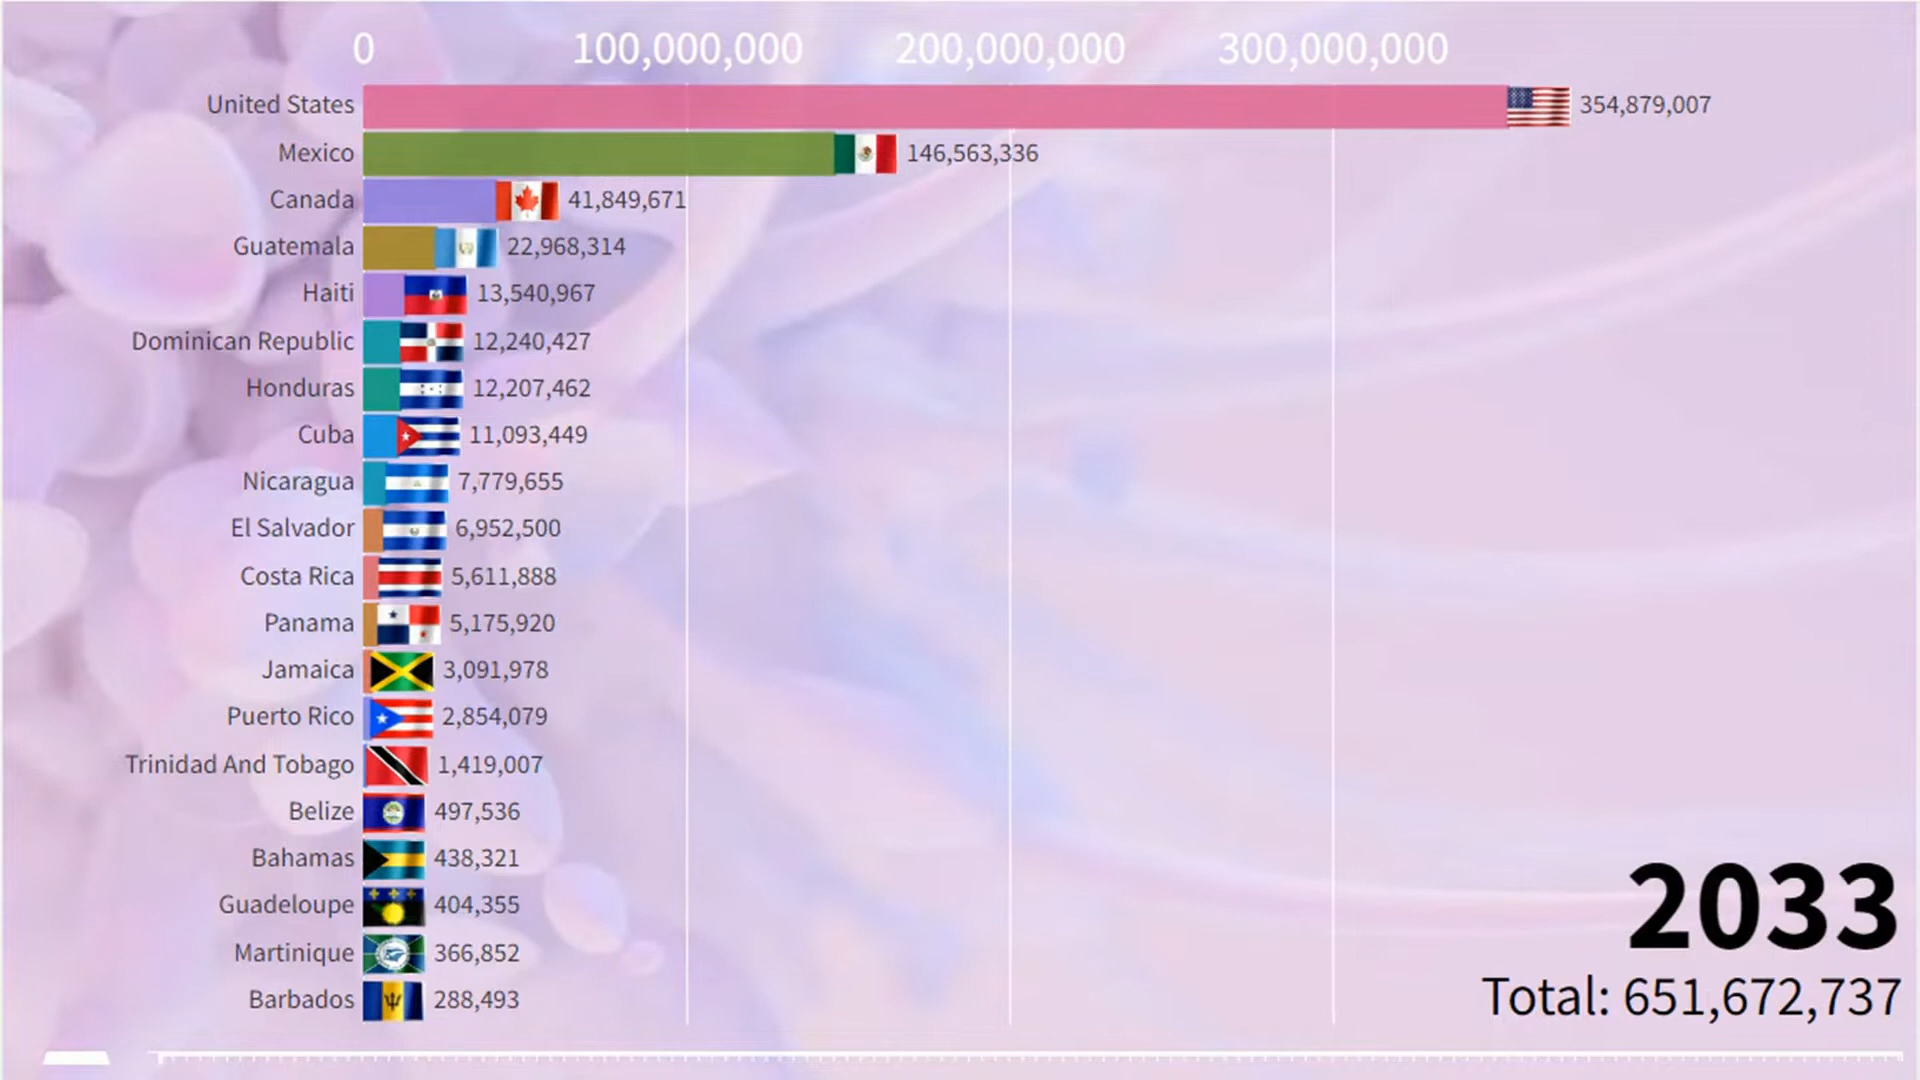 0 100,000,000 200,000,000 300,000,000
United States 354,879,007
Mexico 146,563,336
Canada 41,849,671
Guatemala 22,968,314
Haiti 13,540,967
Dominican Republic 12,240,427
Honduras 12,207,462
Cuba 11,093,449
Nicaragua 7,779,655
El Salvador 6,952,500
Costa Rica 5,611,888
Panama 5,175,920
Jamaica 3,091,978
Puerto Rico 2,854,079
Trinidad And Tobago 1,419,007
Belize 497,536
Bahamas 438,321
Guadeloupe 404,355
Martinique 366,852
Barbados 288,493
2033
Total: 651,672,737